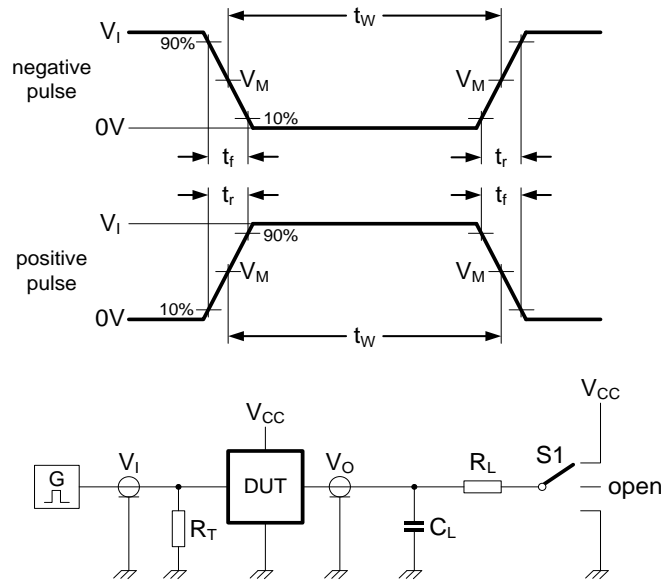 V_I
t_W
90%
negative
pulse
V_M
V_M
0V
10%
t_f
t_r
t_r
t_f
V_I
90%
positive
pulse
V_M
V_M
10%
0V
t_W
V_CC
V_CC
G
V_I
DUT
V_O
R_L
S1
open
R_T
C_L